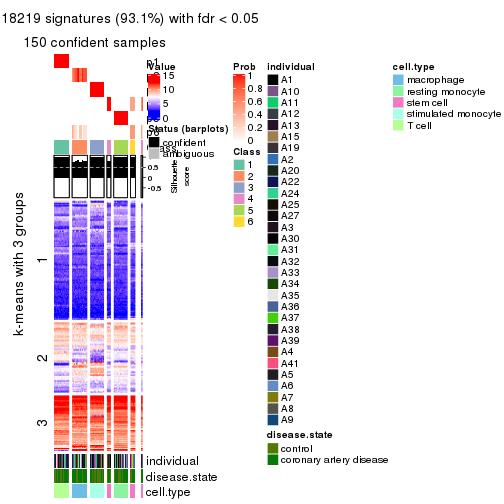 18219 signatures (93.1%) with fdr < 0.05
150 confident samples
Value
15
10
5
0
Status (barplots)
confident
ambiguous
0.5
0
-0.5
Silhouette
score
k-means with 3 groups
1
2
3
individual
disease.state
cell.type
Prob
1
0.8
0.6
0.4
0.2
0
Class
1
2
3
4
5
6
individual
A1
A10
A11
A12
A13
A15
A19
A2
A20
A22
A24
A25
A27
A3
A30
A31
A32
A33
A34
A35
A36
A37
A38
A39
A4
A41
A5
A6
A7
A8
A9
disease.state
control
coronary artery disease
cell.type
macrophage
resting monocyte
stem cell
stimulated monocyte
T cell